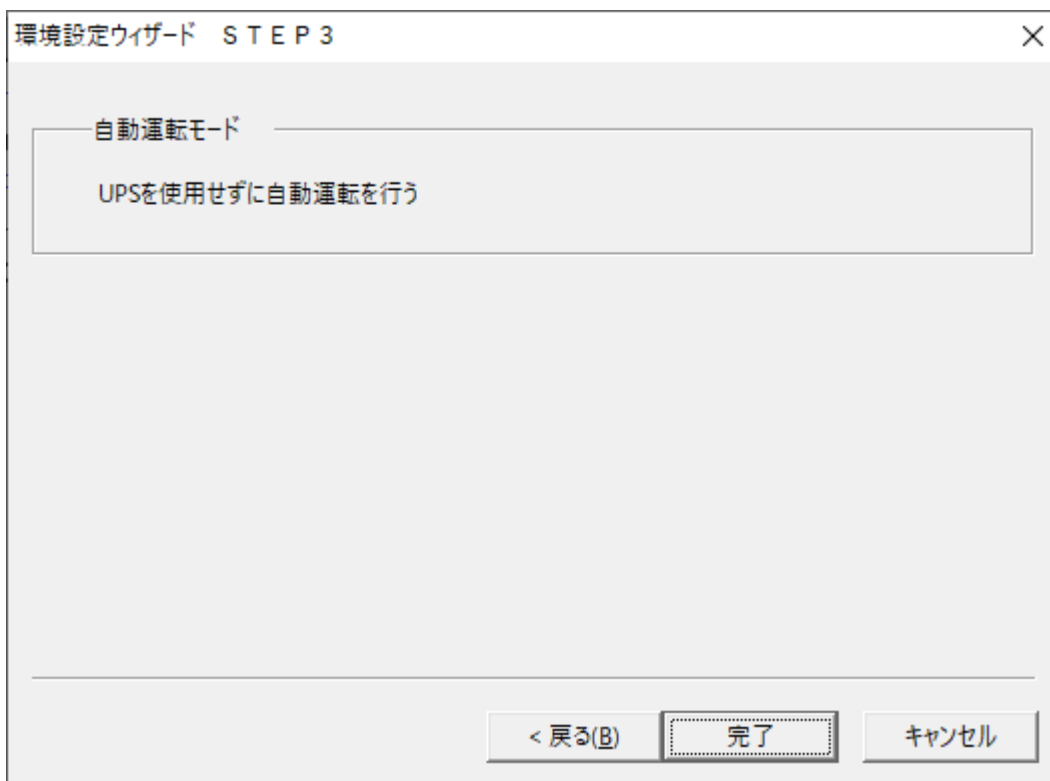 環境設定ウィザード　ＳＴＥＰ３
自動運転モード
UPSを使用せずに自動運転を行う
< 戻る(B)
完了
キャンセル